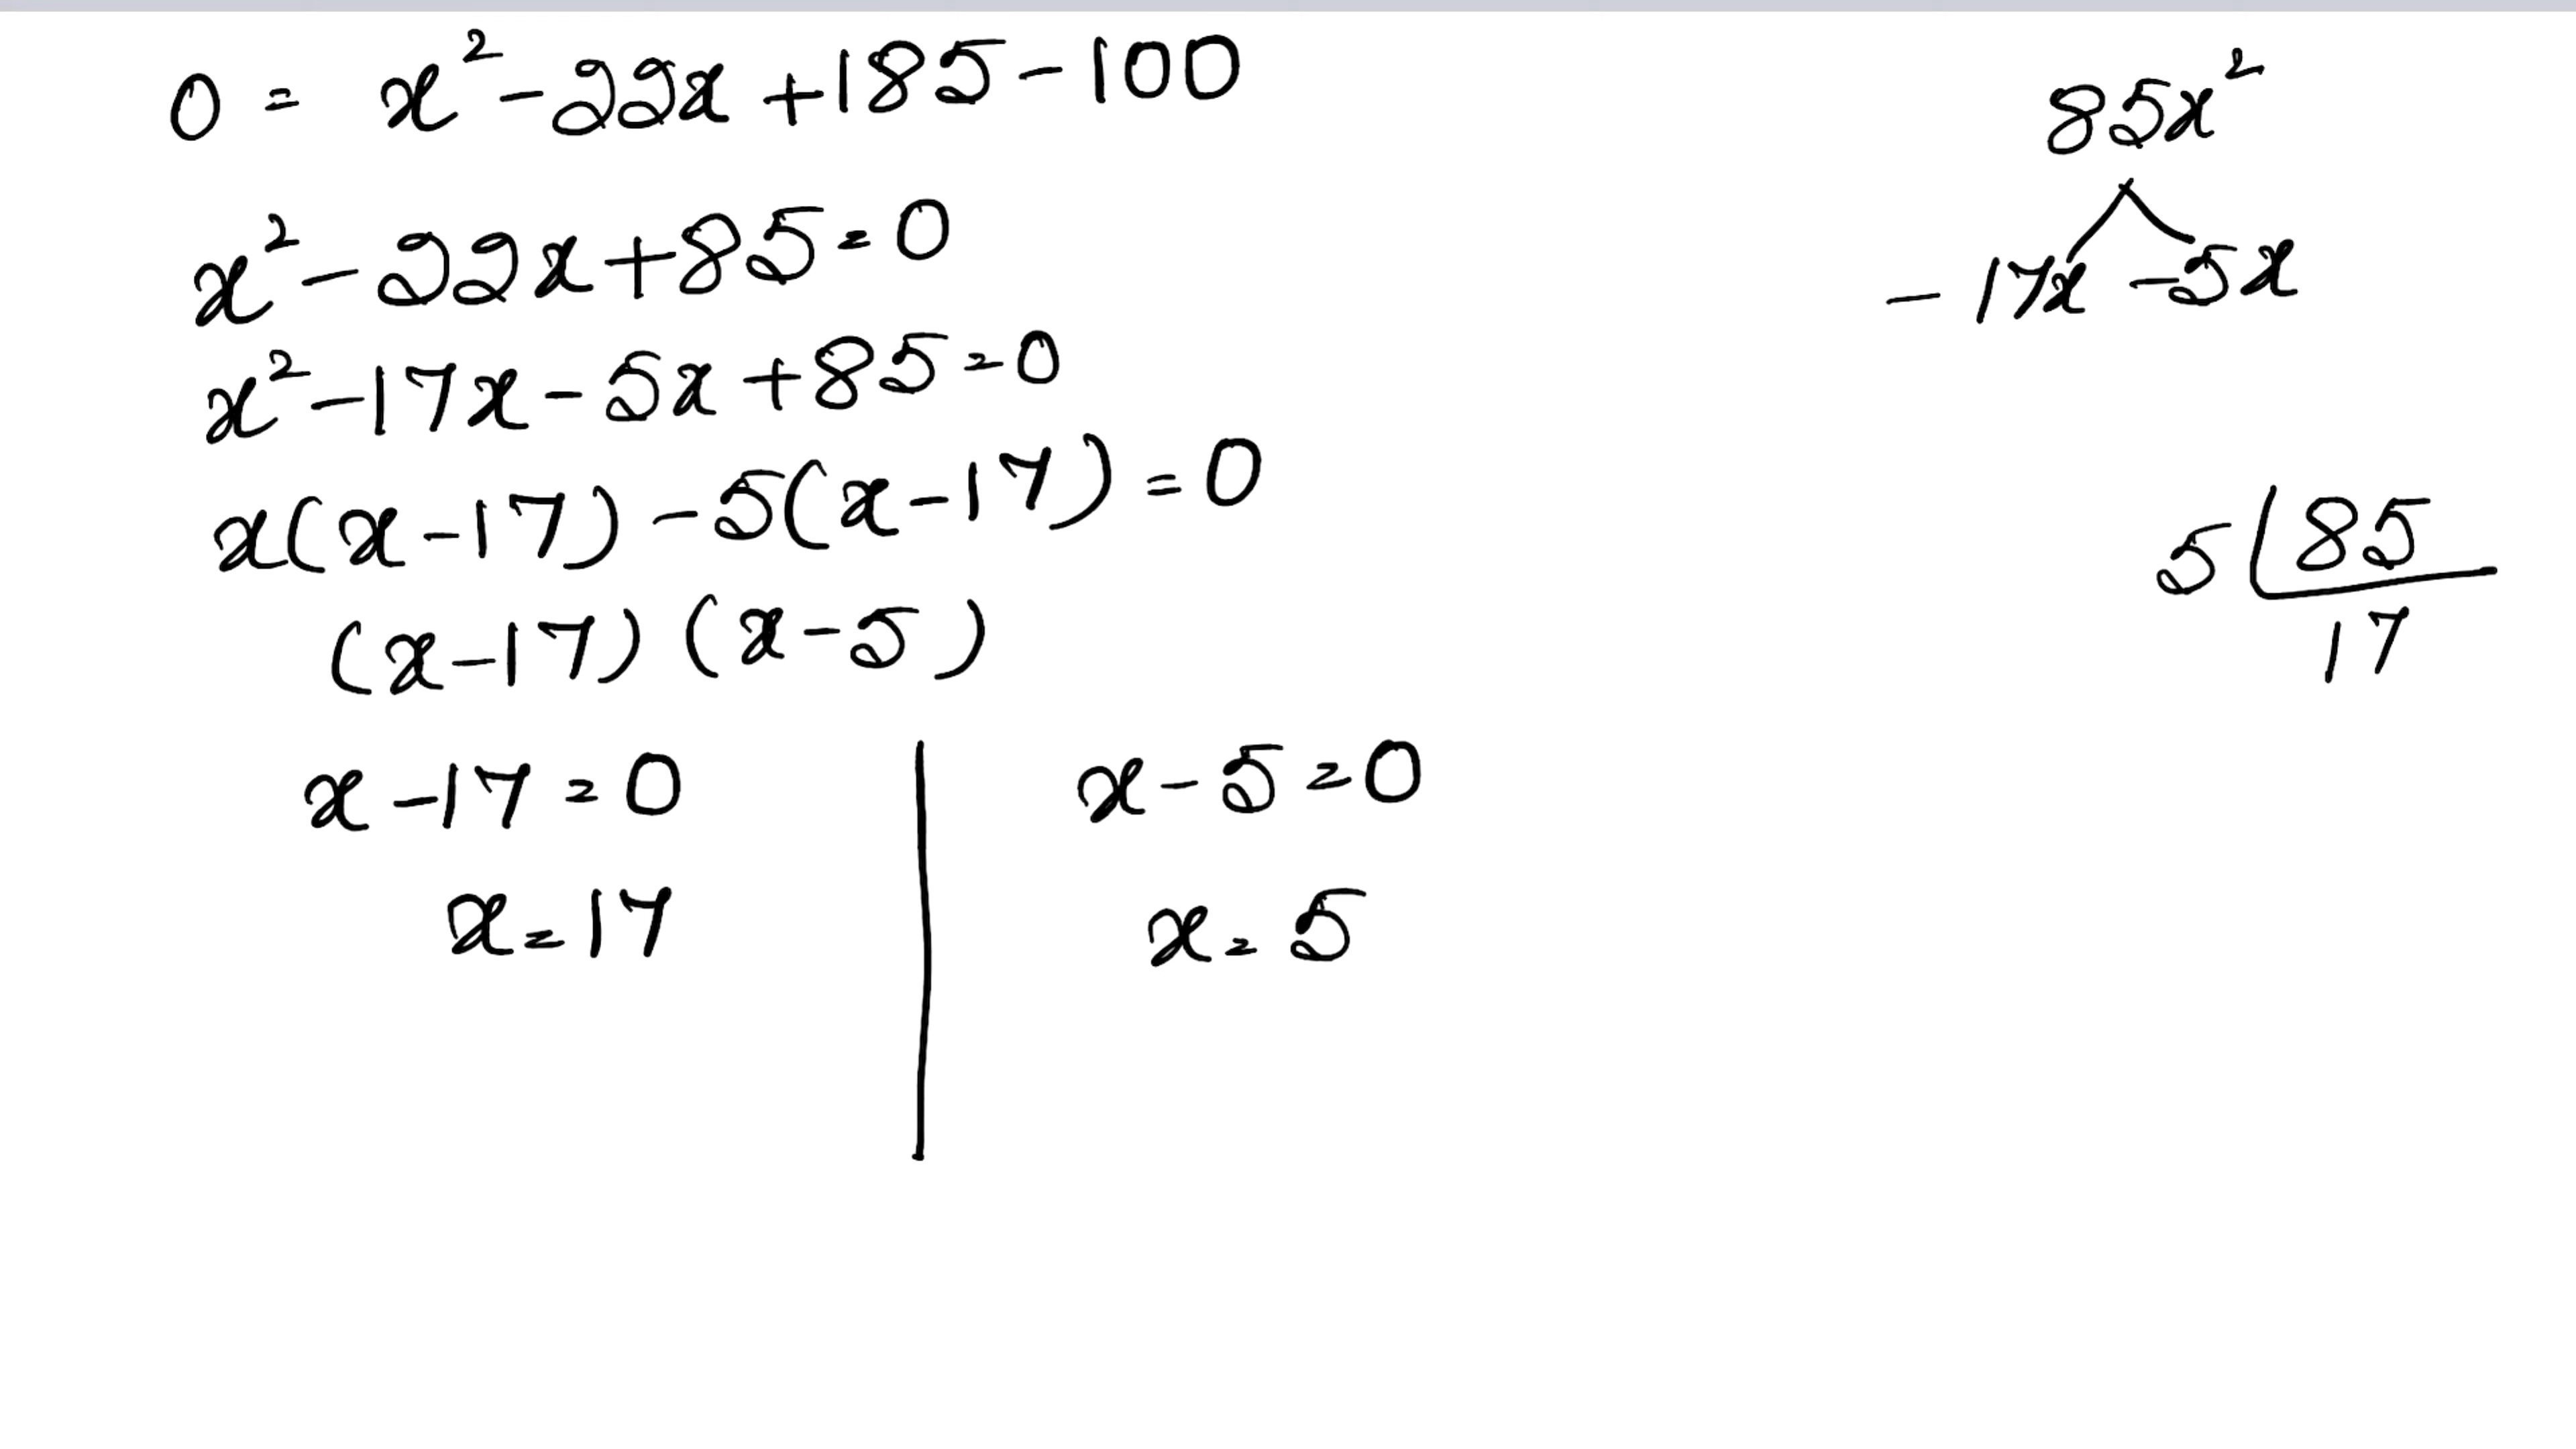 0 = x² - 22x + 185 - 100
x² - 22x + 85 = 0
x² - 17x - 5x + 85 = 0
x(x - 17) - 5(x - 17) = 0
(x - 17) (x - 5)
x - 17 = 0
x = 17
x - 5 = 0
x = 5
85x²
- 17x - 5x
5 | 85
17